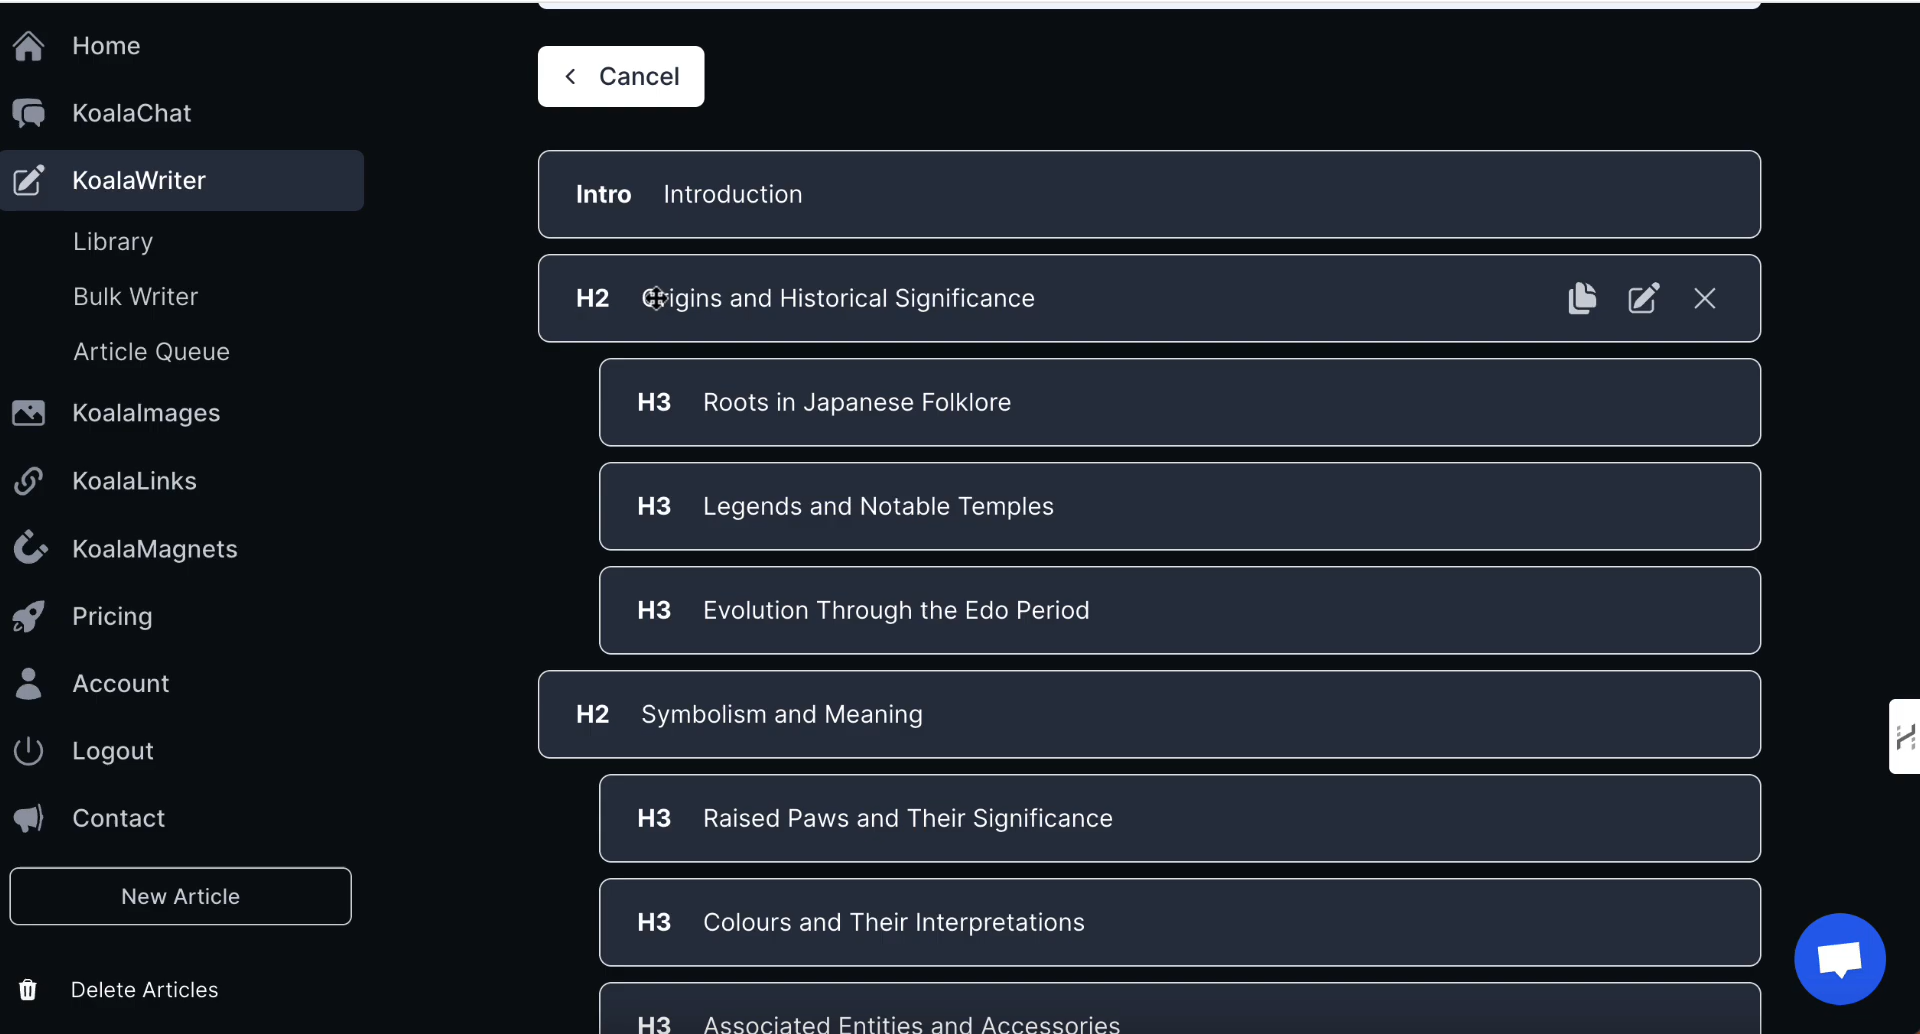 Home
KoalaChat
KoalaWriter
Library
Bulk Writer
Article Queue
KoalaImages
KoalaLinks
KoalaMagnets
Pricing
Account
Logout
Contact
New Article
Delete Articles
Cancel
Intro Introduction
H2 Origins and Historical Significance
H3 Roots in Japanese Folklore
H3 Legends and Notable Temples
H3 Evolution Through the Edo Period
H2 Symbolism and Meaning
H3 Raised Paws and Their Significance
H3 Colours and Their Interpretations
H3 Associated Entities and Accessories